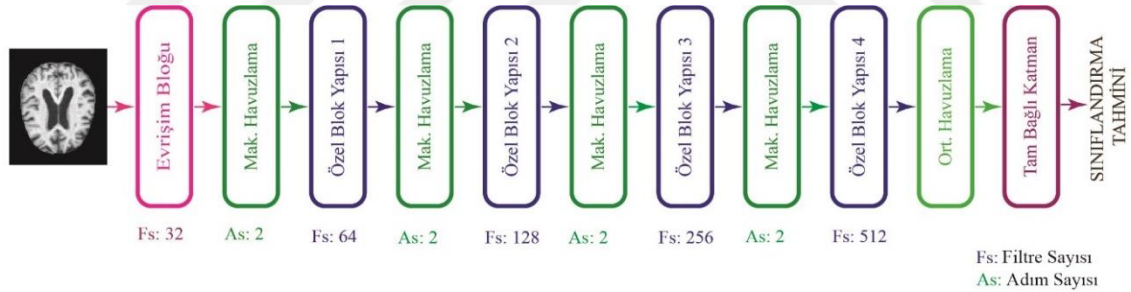 Evrişim Bloğu
Mak. Havuzlama
Özel Blok Yapısı 1
Mak. Havuzlama
Özel Blok Yapısı 2
Mak. Havuzlama
Özel Blok Yapısı 3
Mak. Havuzlama
Özel Blok Yapısı 4
Ort. Havuzlama
Tam Bağlı Katman
SINIFLANDIRMA
TAHMİNİ
Fs: 32
As: 2
Fs: 64
As: 2
Fs: 128
As: 2
Fs: 256
As: 2
Fs: 512
Fs: Filtre Sayısı
As: Adım Sayısı